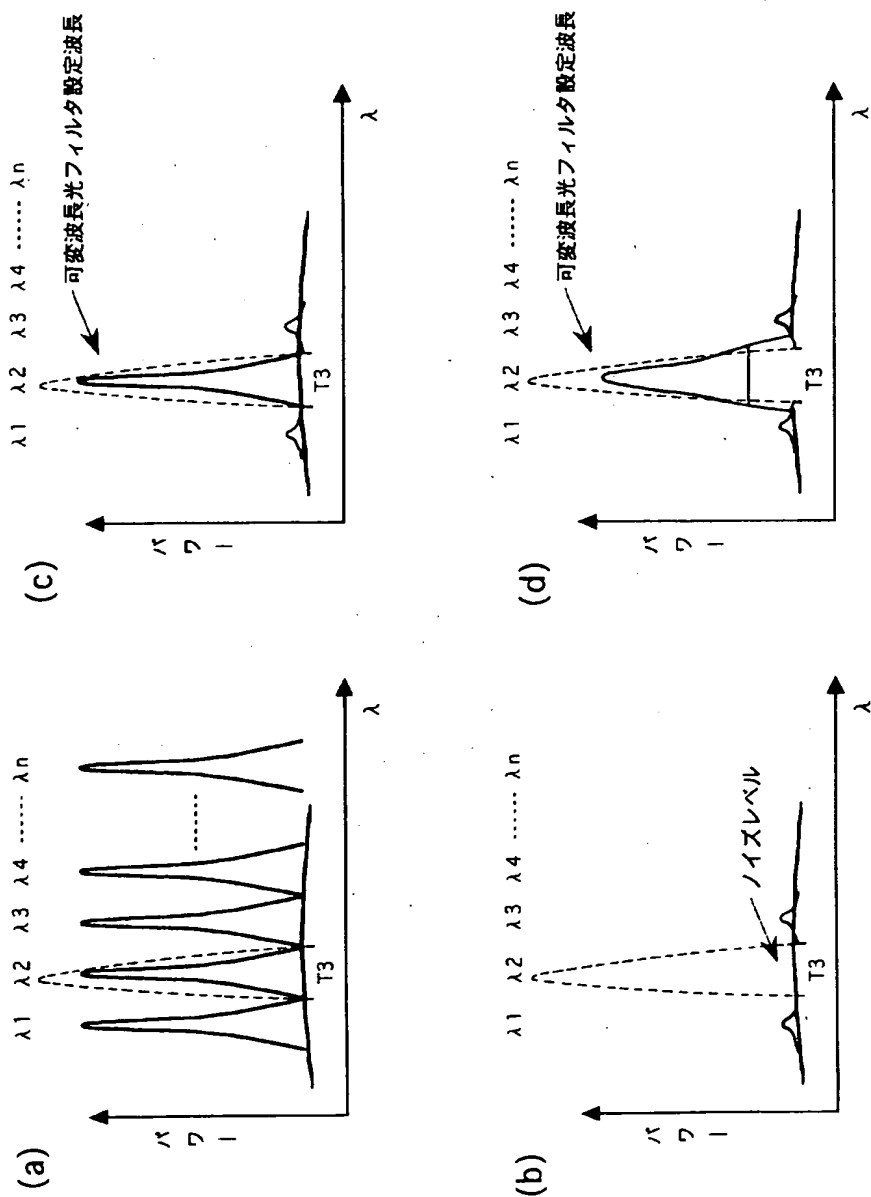 (a)
λ1 λ2 λ3 λ4 …… λn
パワー
T3
λ
(b)
λ1 λ2 λ3 λ4 …… λn
パワー
ノイズレベル
T3
λ
(c)
λ1 λ2 λ3 λ4 …… λn
可変波長光フィルタ設定波長
パワー
T3
λ
(d)
λ1 λ2 λ3 λ4 …… λn
可変波長光フィルタ設定波長
パワー
T3
λ